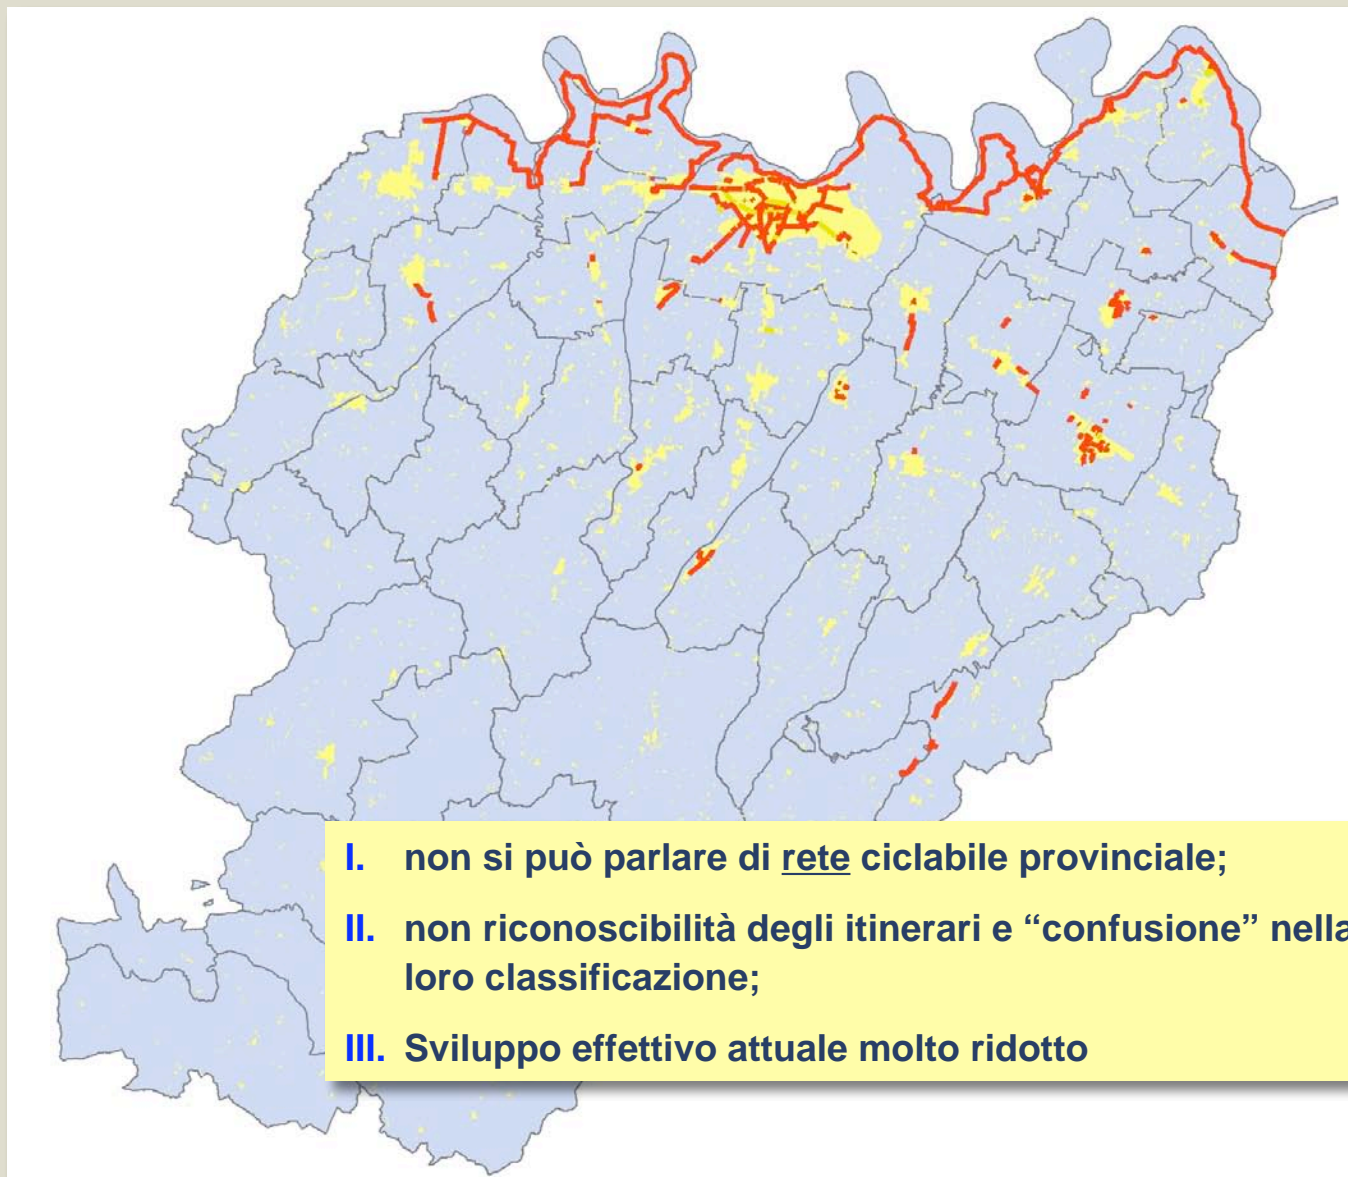 I. non si può parlare di rete ciclabile provinciale;
II. non riconoscibilità degli itinerari e “confusione” nella
loro classificazione;
III. Sviluppo effettivo attuale molto ridotto